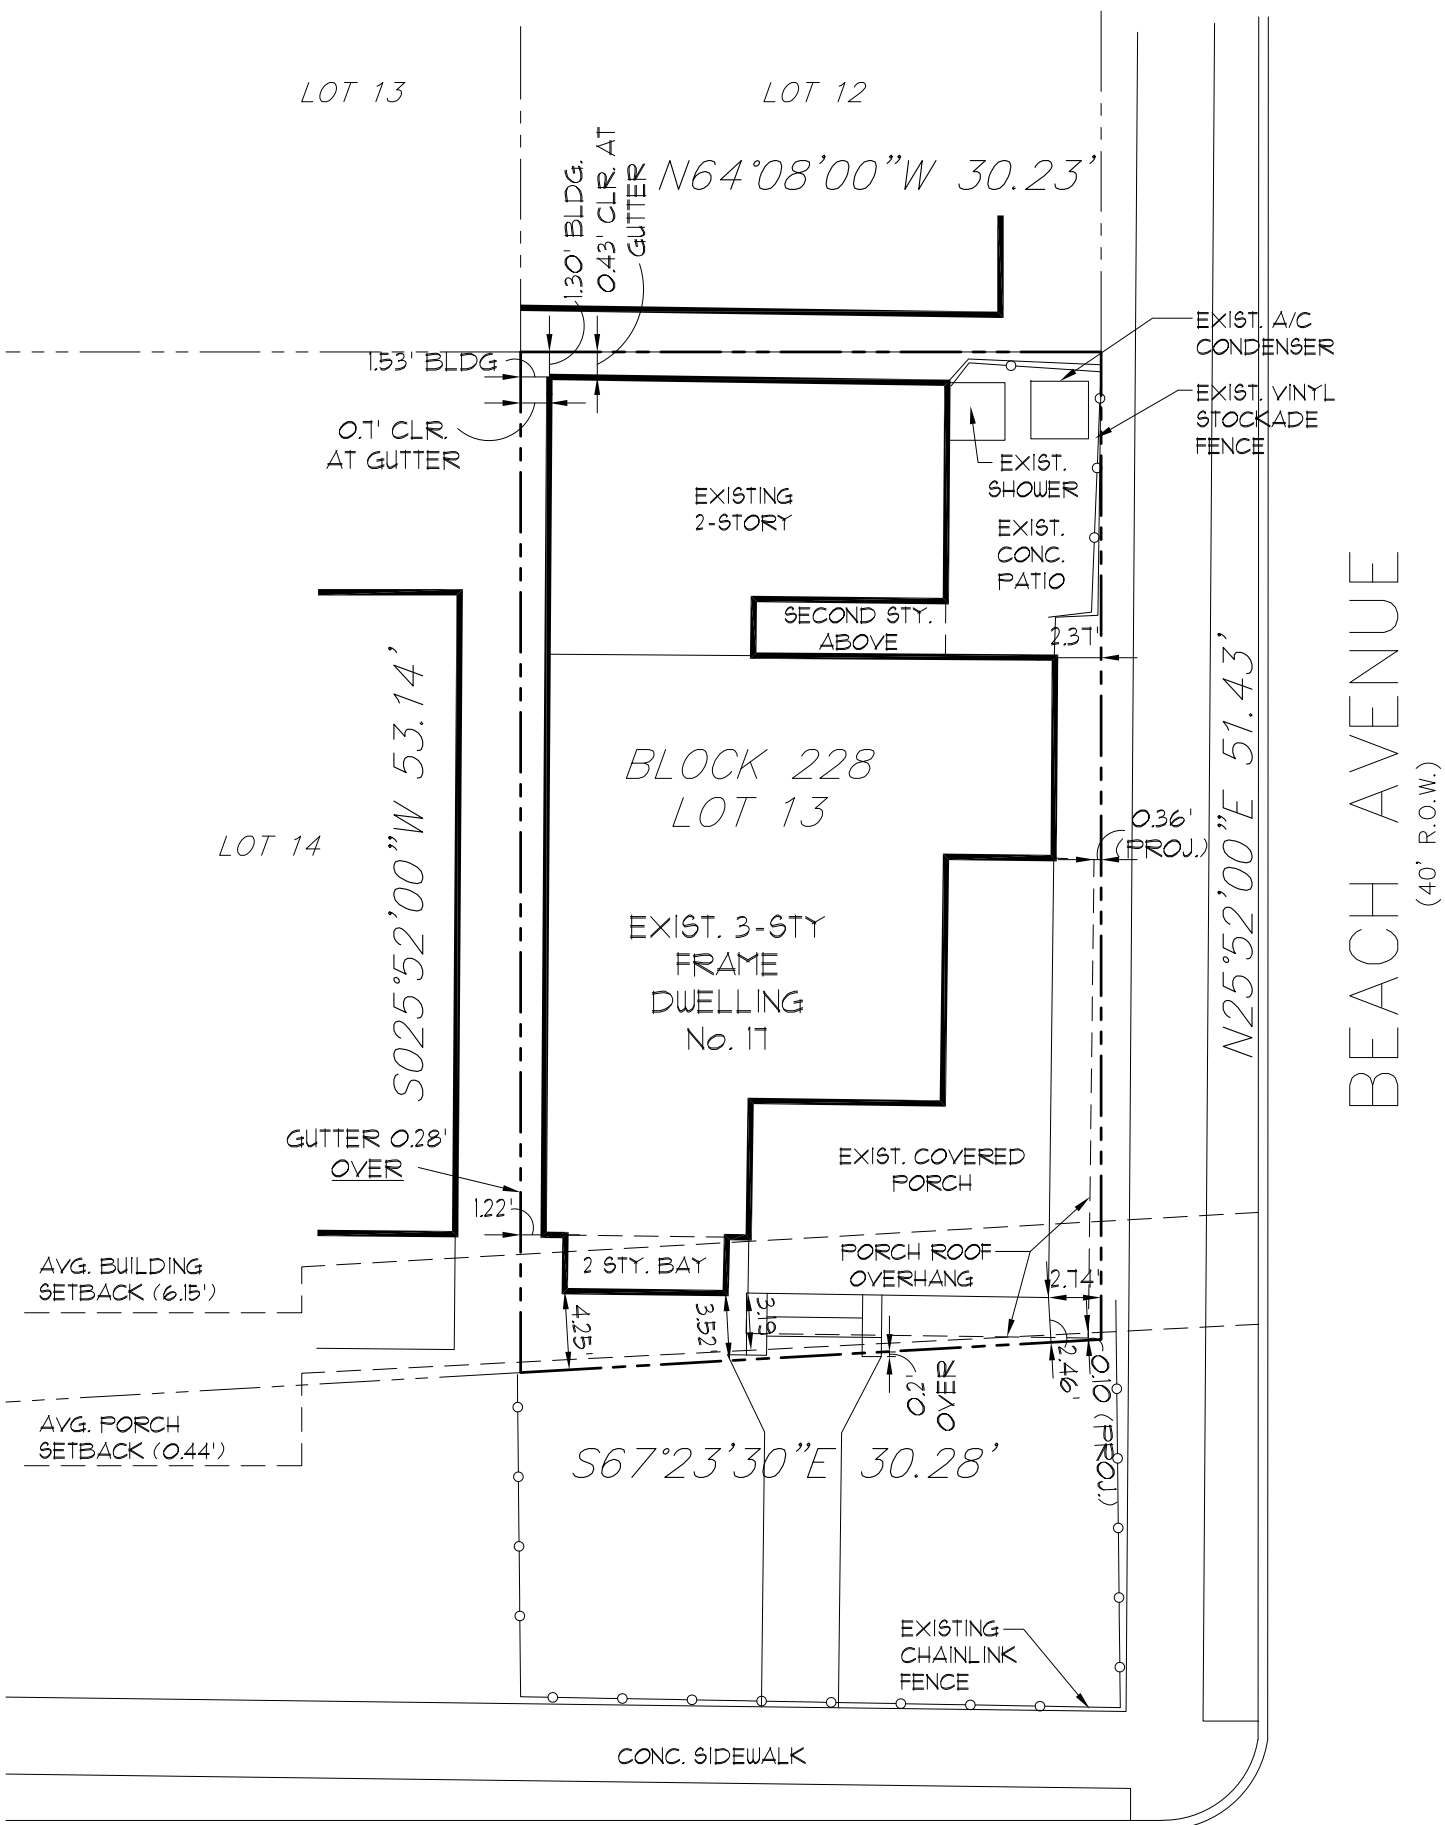 LOT 13
LOT 12
N64°08'00"W 30.23'
1.30' BLDG.
0.43' CLR. AT
GUTTER
1.53' BLDG
0.7' CLR.
AT GUTTER
EXIST. A/C
CONDENSER
EXIST. VINYL
STOCKADE
FENCE
EXIST.
SHOWER
EXISTING
2-STORY
EXIST.
CONC.
PATIO
SECOND STY.
ABOVE
2.37'
S025°52'00"W 53.14'
N25°52'00"E 51.43'
BEACH AVENUE
(40' R.O.W.)
BLOCK 228
LOT 13
LOT 14
0.36'
(PROJ.)
EXIST. 3-STY
FRAME
DWELLING
No. 17
GUTTER 0.28'
OVER
EXIST. COVERED
PORCH
1.22'
AVG. BUILDING
SETBACK (6.15')
2 STY. BAY
PORCH ROOF
OVERHANG
2.74'
4.25'
3.52'
3.19'
2.46'
0.10 (PROJ.)
0.2'
OVER
AVG. PORCH
SETBACK (0.44')
S67°23'30"E 30.28'
EXISTING
CHAINLINK
FENCE
CONC. SIDEWALK